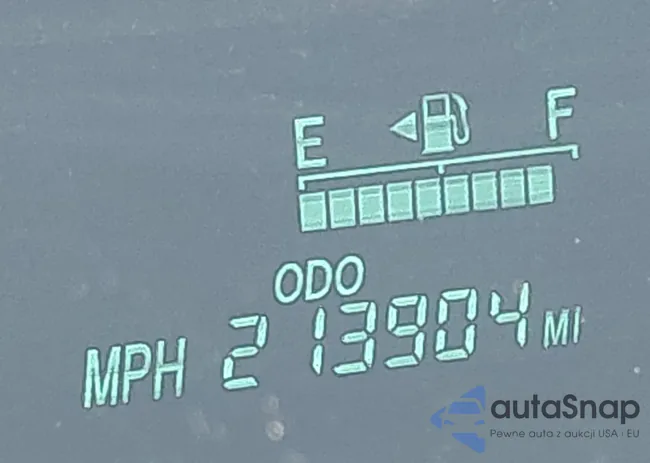 E F
ODO
MPH 213904 MI
autaSnap
Pewne auta z aukcji USA i EU